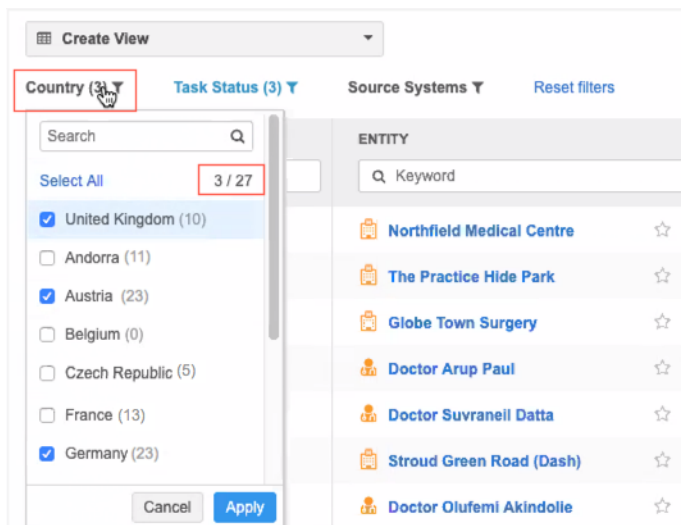 Create View
Country (3)
Task Status (3)
Source Systems
Reset filters
Search
Select All
3 / 27
United Kingdom (10)
Andorra (11)
Austria (23)
Belgium (0)
Czech Republic (5)
France (13)
Germany (23)
Cancel
Apply
ENTITY
Keyword
Northfield Medical Centre
The Practice Hide Park
Globe Town Surgery
Doctor Arup Paul
Doctor Suvraneil Datta
Stroud Green Road (Dash)
Doctor Olufemi Akindolie